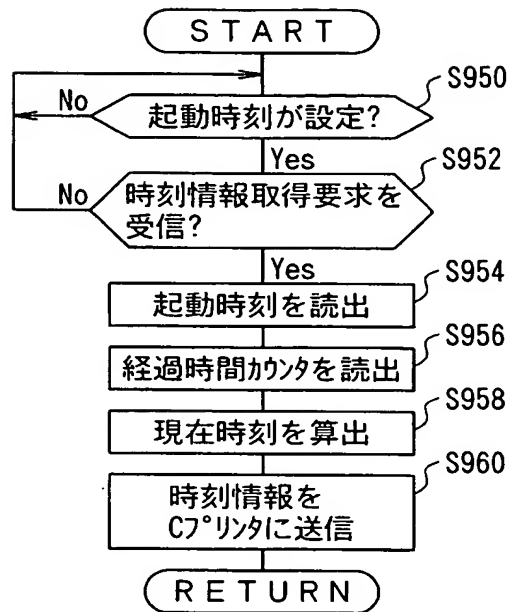 START
S950
No
起動時刻が設定?
Yes
S952
No
時刻情報取得要求を
受信?
Yes
S954
起動時刻を読出
S956
経過時間ｶｳﾝﾀを読出
S958
現在時刻を算出
S960
時刻情報を
Cﾌﾟﾘﾝﾀに送信
RETURN